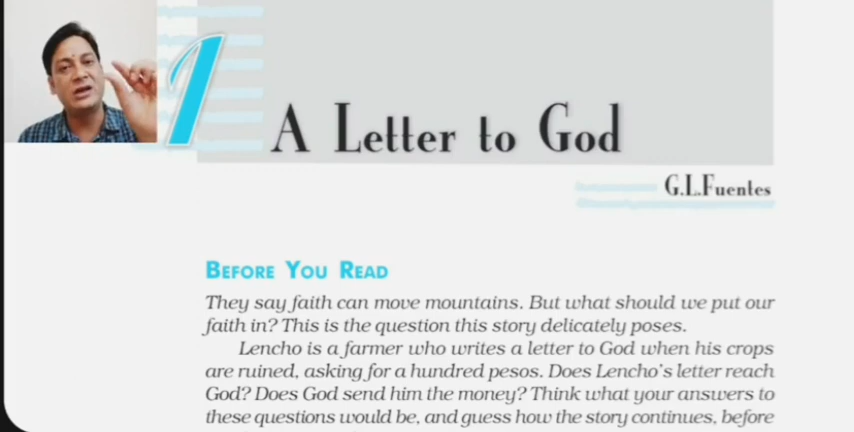 1
A Letter to God
G.L.Fuentes
BEFORE YOU READ
They say faith can move mountains. But what should we put our
faith in? This is the question this story delicately poses.
Lencho is a farmer who writes a letter to God when his crops
are ruined, asking for a hundred pesos. Does Lencho's letter reach
God? Does God send him the money? Think what your answers to
these questions would be, and guess how the story continues, before